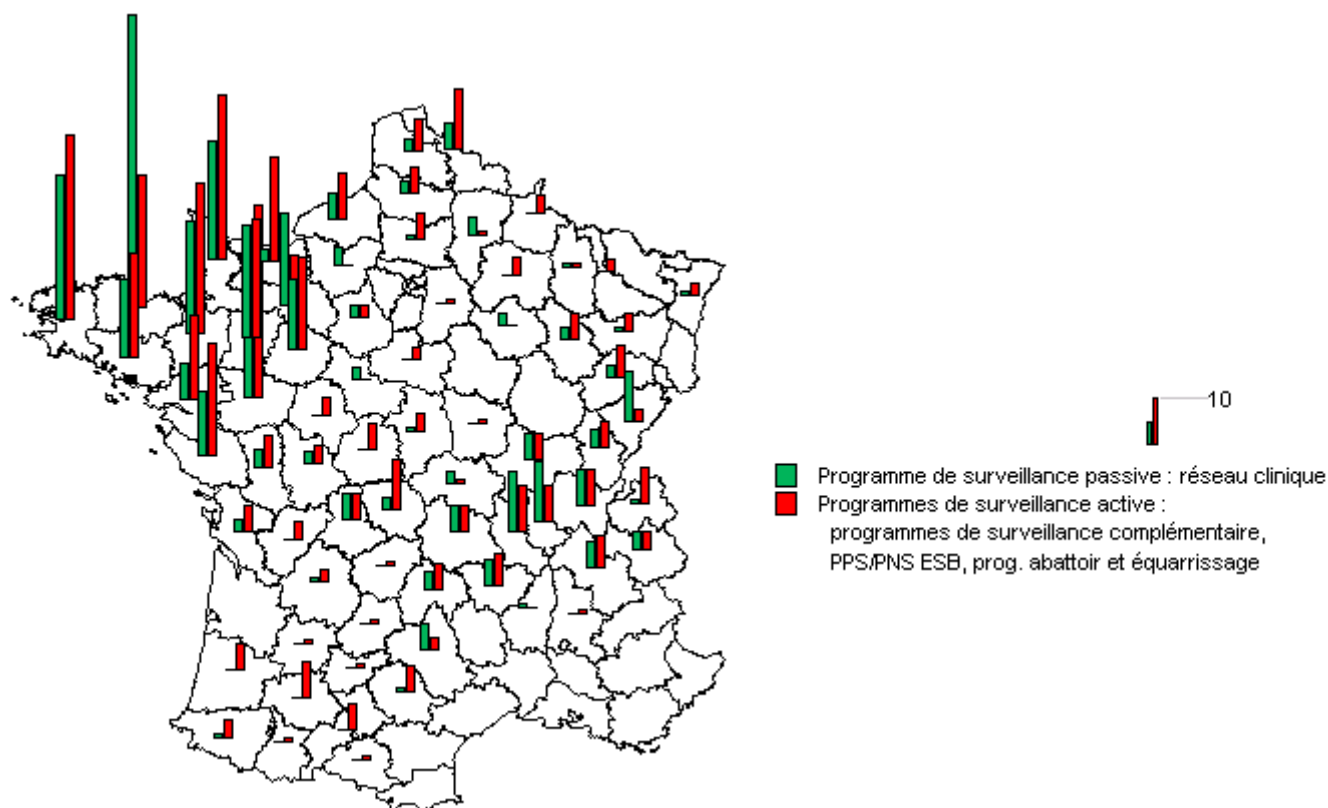 10
Programme de surveillance passive : réseau clinique
Programmes de surveillance active :
programmes de surveillance complémentaire,
PPS/PNS ESB, prog. abattoir et équarrissage